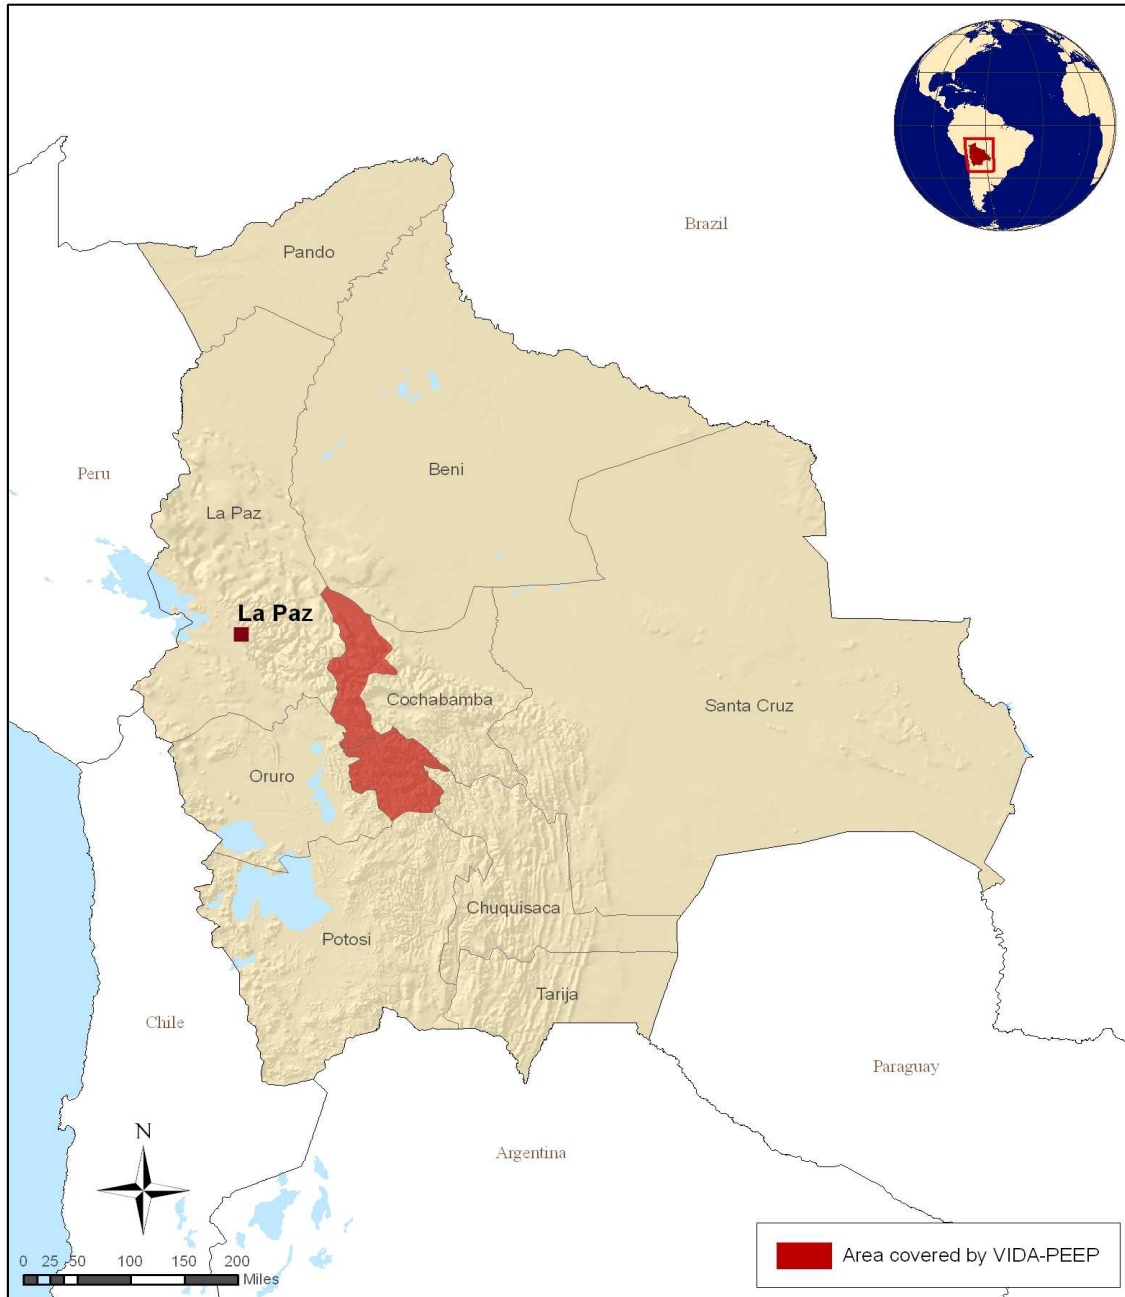 Brazil
Pando
Peru
Beni
La Paz
La Paz
Cochabamba
Santa Cruz
Oruro
Chuquisaca
Potosi
Tarija
Chile
Paraguay
N
Argentina
Area covered by VIDA-PEEP
0 25 50 100 150 200
Miles